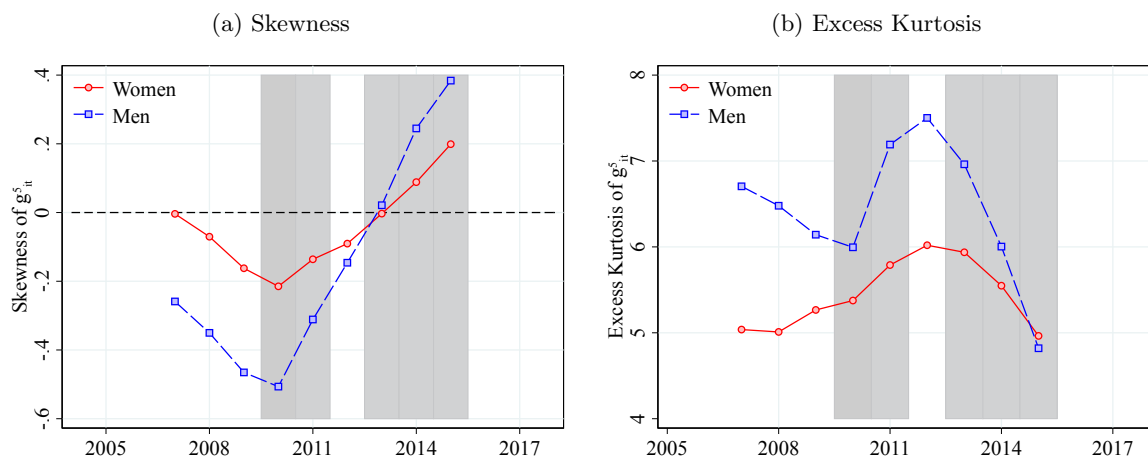 (a) Skewness
Skewness of g⁵ᵢₜ
.4
.2
0
-.2
-.4
-.6
Women
Men
2005
2008
2011
2014
2017
(b) Excess Kurtosis
Excess Kurtosis of g⁵ᵢₜ
8
7
6
5
4
Women
Men
2005
2008
2011
2014
2017